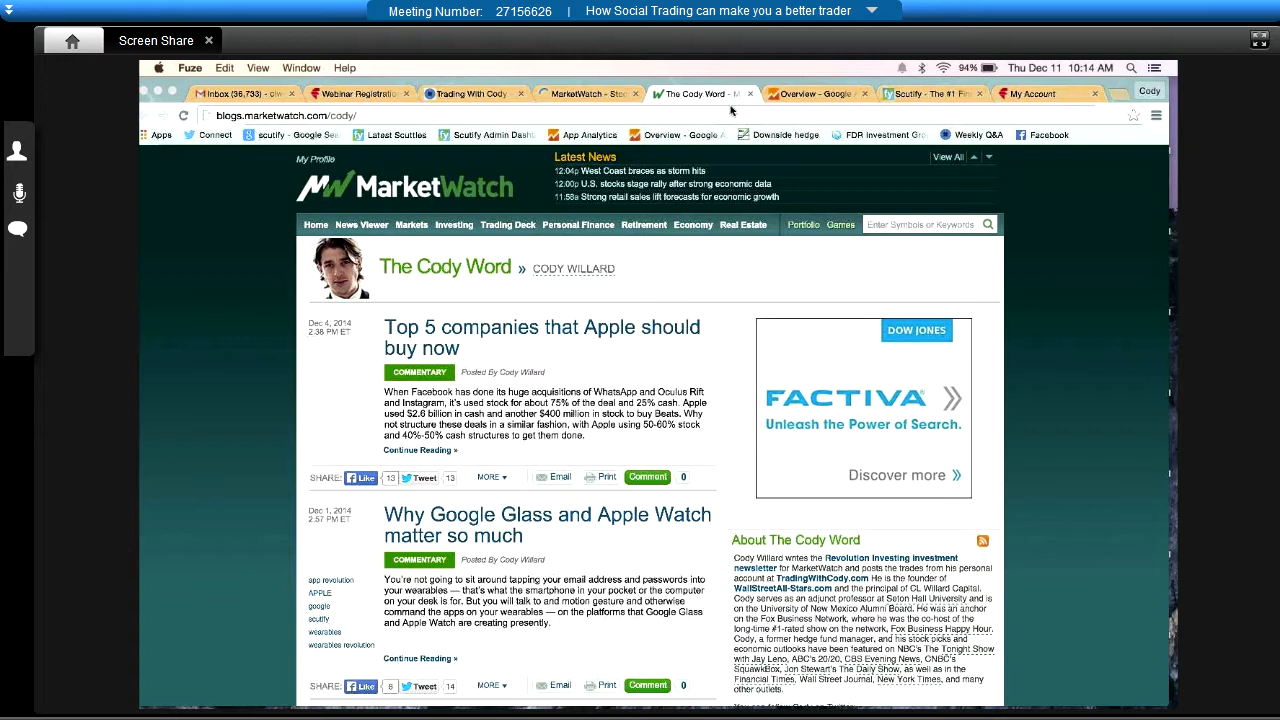 Meeting Number: 27156626 | How Social Trading can make you a better trader
Screen Share
Fuze Edit View Window Help
94% Thu Dec 11 10:14 AM
Inbox (36,733) - Webinar Registratio Trading With Cody MarketWatch - Stoc The Cody Word - M Overview - Google A Scutify - The #1 Fin My Account Cody
blogs.marketwatch.com/cody/
Apps Connect scutify - Google Sea Latest Scuttles Scutify Admin Dash App Analytics Overview - Google A Downside hedge FDR Investment Gro Weekly Q&A Facebook
My Profile
MarketWatch
Latest News
View All
12:04p West Coast braces as storm hits
12:00p U.S. stocks stage rally after strong economic data
11:58a Strong retail sales lift forecasts for economic growth
Home News Viewer Markets Investing Trading Deck Personal Finance Retirement Economy Real Estate Portfolio Games Enter Symbols or Keywords
The Cody Word » CODY WILLARD
Dec 4, 2014
2:38 PM ET
Top 5 companies that Apple should
buy now
COMMENTARY Posted By Cody Willard
When Facebook has done its huge acquisitions of WhatsApp and Oculus Rift
and Instagram, it's used stock for about 75% of the deal and 25% cash. Apple
used $2.6 billion in cash and another $400 million in stock to buy Beats. Why
not structure these deals in a similar fashion, with Apple using 50-60% stock
and 40%-50% cash structures to get them done.
Continue Reading »
SHARE: Like 13 Tweet 13 MORE Email Print Comment 0
Dec 1, 2014
2:57 PM ET
Why Google Glass and Apple Watch
matter so much
COMMENTARY Posted By Cody Willard
app revolution
APPLE
google
scutify
wearables
wearables revolution
You're not going to sit around tapping your email address and passwords into
your wearables — that's what the smartphone in your pocket or the computer
on your desk is for. But you will talk to and motion gesture and otherwise
command the apps on your wearables — on the platforms that Google Glass
and Apple Watch are creating presently.
Continue Reading »
SHARE: Like 6 Tweet 14 MORE Email Print Comment 0
DOW JONES
FACTIVA
Unleash the Power of Search.
Discover more »
About The Cody Word
Cody Willard writes the Revolution Investing investment
newsletter for MarketWatch and posts the trades from his personal
account at TradingWithCody.com He is the founder of
WallStreetAll-Stars.com and the principal of CL Willard Capital.
Cody serves as an adjunct professor at Seton Hall University and is
on the University of New Mexico Alumni Board. He was an anchor
on the Fox Business Network, where he was the co-host of the
long-time #1-rated show on the network, Fox Business Happy Hour.
Cody, a former hedge fund manager, and his stock picks and
economic outlooks have been featured on NBC's The Tonight Show
with Jay Leno, ABC's 20/20, CBS Evening News, CNBC's
SquawkBox, Jon Stewart's The Daily Show, as well as in the
Financial Times, Wall Street Journal, New York Times, and many
other outlets.